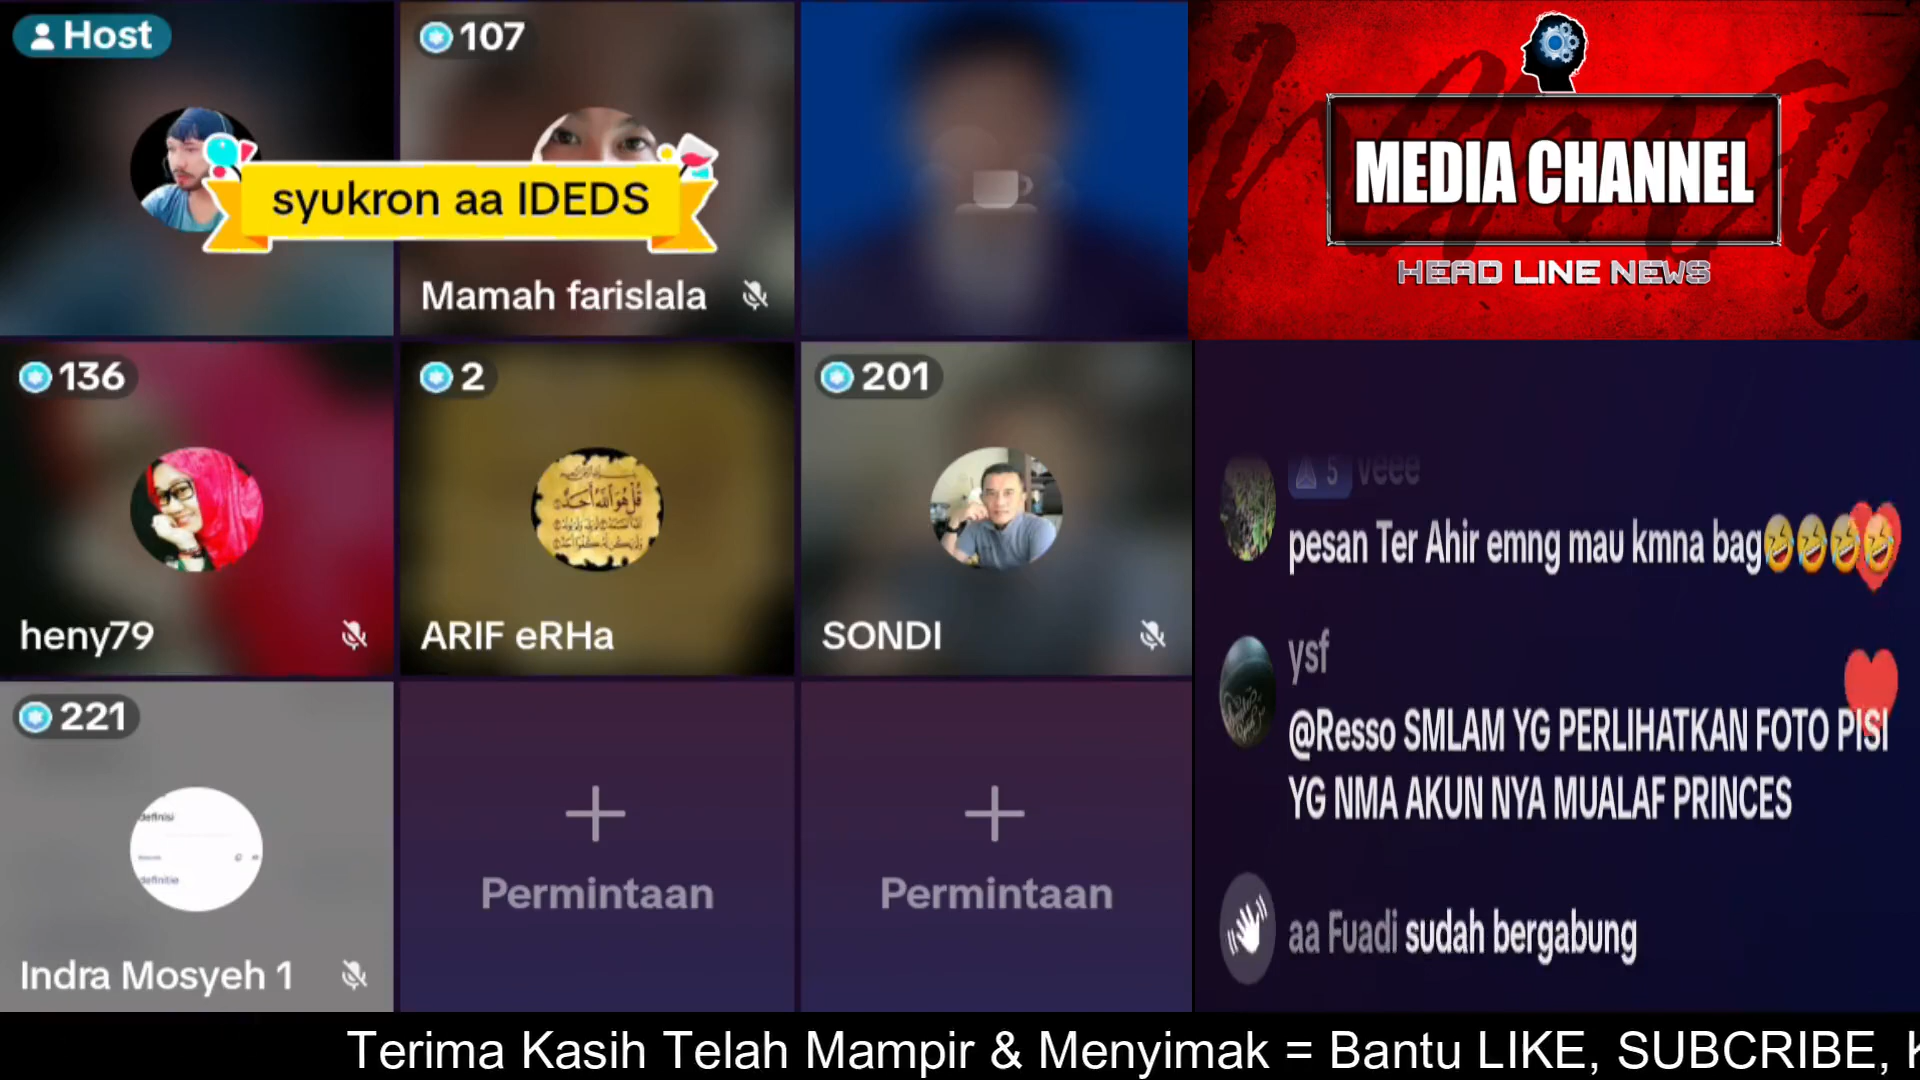 Host
107
syukron aa IDEDS
Mamah farislala
MEDIA CHANNEL
HEAD LINE NEWS
136
heny79
2
ARIF eRHa
201
SONDI
221
definisi
definitie
Indra Mosyeh 1
Permintaan
Permintaan
5 veee
pesan Ter Ahir emng mau kmna bag🤣🤣🤣🤣
ysf
@Resso SMLAM YG PERLIHATKAN FOTO PISI
YG NMA AKUN NYA MUALAF PRINCES
aa Fuadi sudah bergabung
Terima Kasih Telah Mampir & Menyimak = Bantu LIKE, SUBCRIBE, K